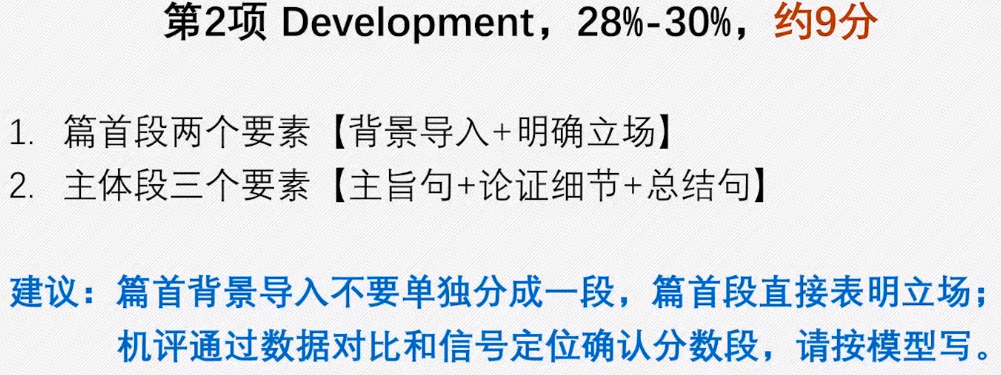 第2项 Development，28%-30%，约9分
1. 篇首段两个要素【背景导入+明确立场】
2. 主体段三个要素【主旨句+论证细节+总结句】
建议：篇首背景导入不要单独分成一段，篇首段直接表明立场；
机评通过数据对比和信号定位确认分数段，请按模型写。